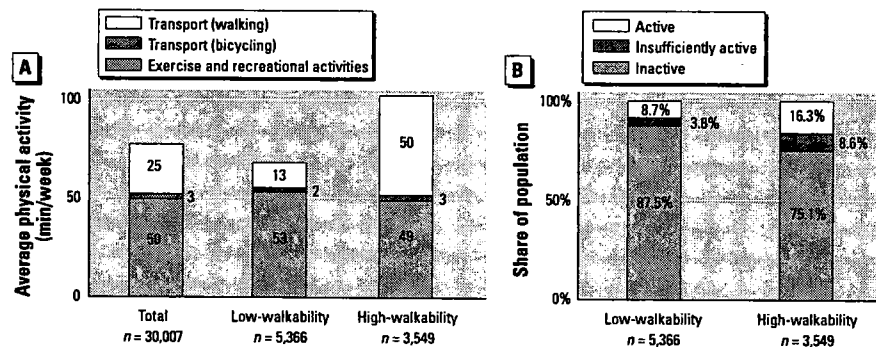 Transport (walking)
Transport (bicycling)
Exercise and recreational activities
A
Average physical activity
(min/week)
100
50
0
25
3
50
13
2
53
50
3
49
Total
n = 30,007
Low-walkability
n = 5,366
High-walkability
n = 3,549
Active
Insufficiently active
Inactive
B
Share of population
100%
50%
0%
8.7%
3.8%
87.5%
16.3%
8.6%
75.1%
Low-walkability
n = 5,366
High-walkability
n = 3,549